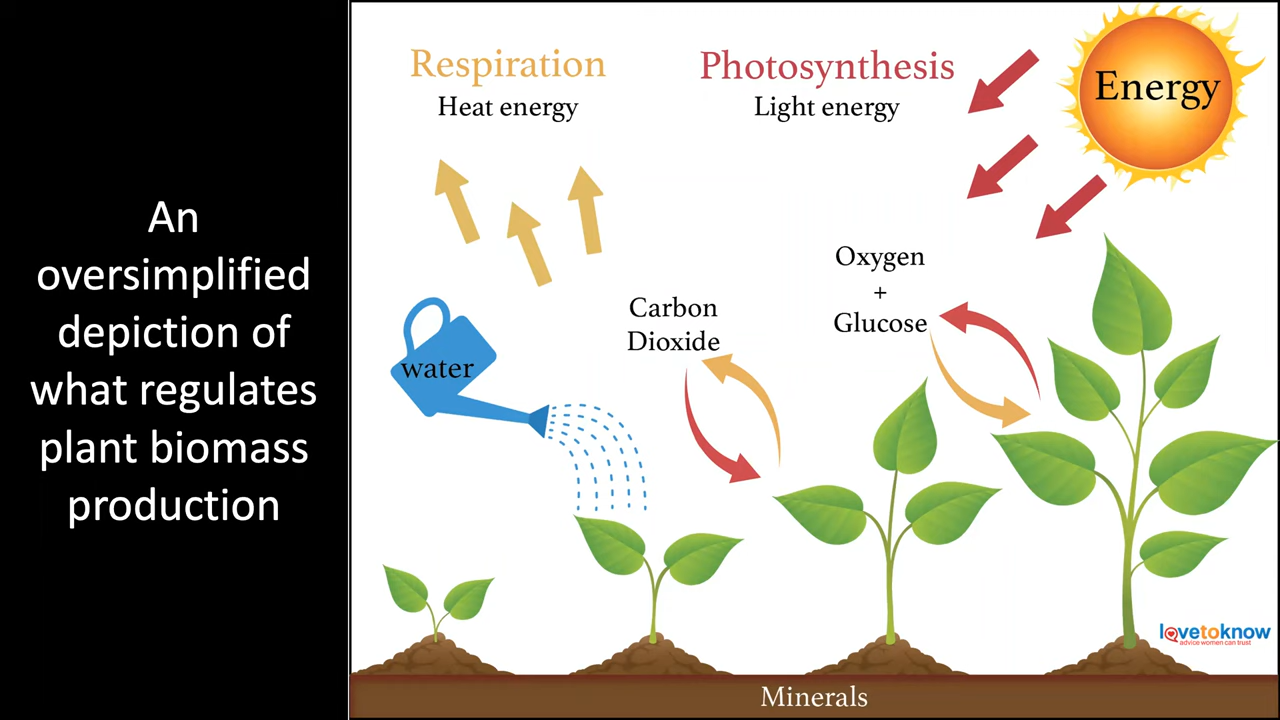 An
oversimplified
depiction of
what regulates
plant biomass
production
Respiration
Heat energy
Photosynthesis
Light energy
Energy
Oxygen
+
Glucose
Carbon
Dioxide
water
lovetoknow
advice women can trust
Minerals